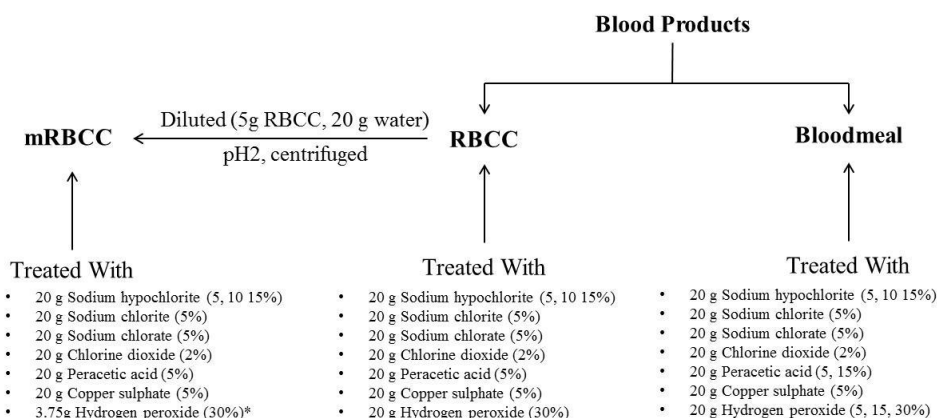 Blood Products
Diluted (5g RBCC, 20 g water)
mRBCC
RBCC
Bloodmeal
pH2, centrifuged
Treated With
• 20 g Sodium hypochlorite (5, 10 15%)
• 20 g Sodium chlorite (5%)
• 20 g Sodium chlorate (5%)
• 20 g Chlorine dioxide (2%)
• 20 g Peracetic acid (5%)
• 20 g Copper sulphate (5%)
• 3.75g Hydrogen peroxide (30%)*
Treated With
• 20 g Sodium hypochlorite (5, 10 15%)
• 20 g Sodium chlorite (5%)
• 20 g Sodium chlorate (5%)
• 20 g Chlorine dioxide (2%)
• 20 g Peracetic acid (5%)
• 20 g Copper sulphate (5%)
• 20 g Hydrogen peroxide (30%)
Treated With
• 20 g Sodium hypochlorite (5, 10 15%)
• 20 g Sodium chlorite (5%)
• 20 g Sodium chlorate (5%)
• 20 g Chlorine dioxide (2%)
• 20 g Peracetic acid (5, 15%)
• 20 g Copper sulphate (5%)
• 20 g Hydrogen peroxide (5, 15, 30%)